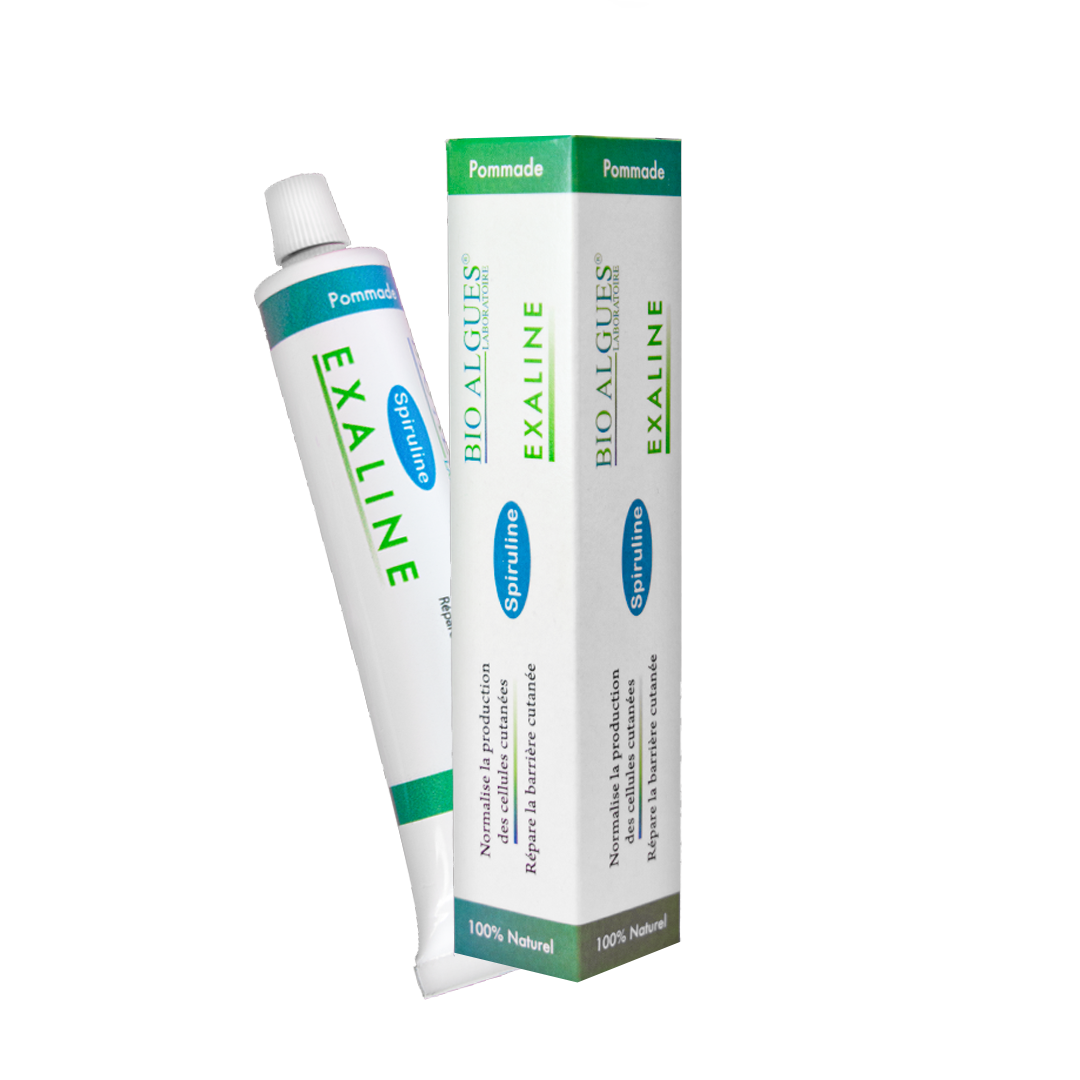 Pommade
EXALINE
Spiruline
Pommade
BIO ALGUES®
LABORATOIRE
EXALINE
Spiruline
Normalise la production
des cellules cutanées
Répare la barrière cutanée
100% Naturel
Pommade
BIO ALGUES®
LABORATOIRE
EXALINE
Spiruline
Normalise la production
des cellules cutanées
Répare la barrière cutanée
100% Naturel